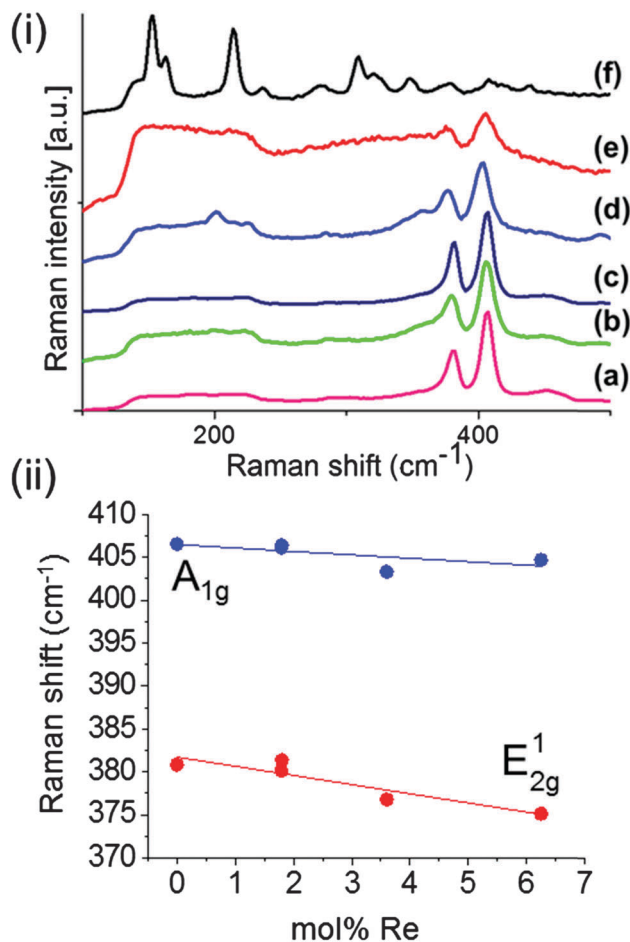 (i)
Raman intensity [a.u.]
(f)
(e)
(d)
(c)
(b)
(a)
200 400
Raman shift (cm⁻¹)
(ii)
Raman shift (cm⁻¹)
410
405
400
395
390
385
380
375
370
A₁g
E¹₂g
0 1 2 3 4 5 6 7
mol% Re